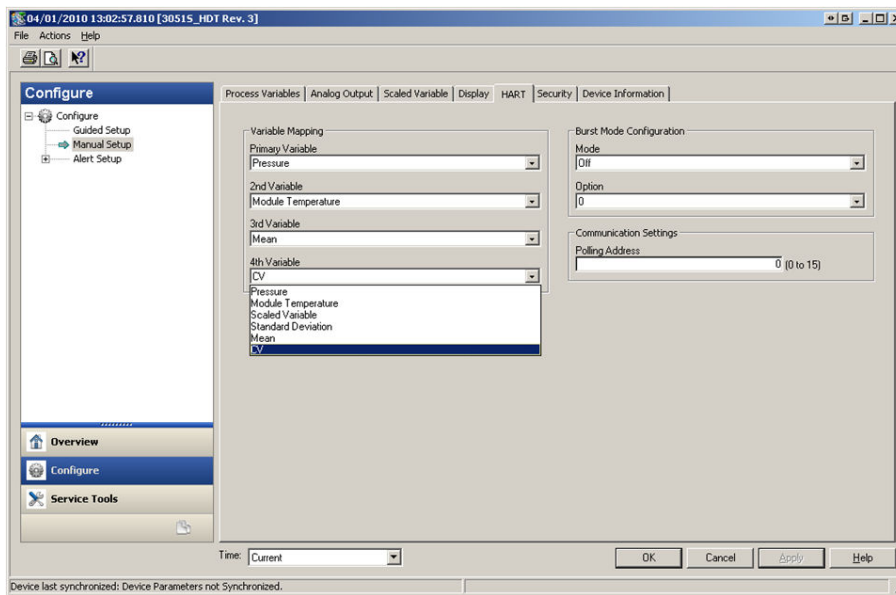 04/01/2010 13:02:57.810 [3051S_HDT Rev. 3]
File Actions Help
Configure
Configure
Guided Setup
Manual Setup
Alert Setup
Overview
Configure
Service Tools
Process Variables Analog Output Scaled Variable Display HART Security Device Information
Variable Mapping
Primary Variable
Pressure
2nd Variable
Module Temperature
3rd Variable
Mean
4th Variable
CV
Pressure
Module Temperature
Scaled Variable
Standard Deviation
Mean
CV
Burst Mode Configuration
Mode
Off
Option
0
Communication Settings
Polling Address
0 (0 to 15)
Time: Current
OK Cancel Apply Help
Device last synchronized: Device Parameters not Synchronized.